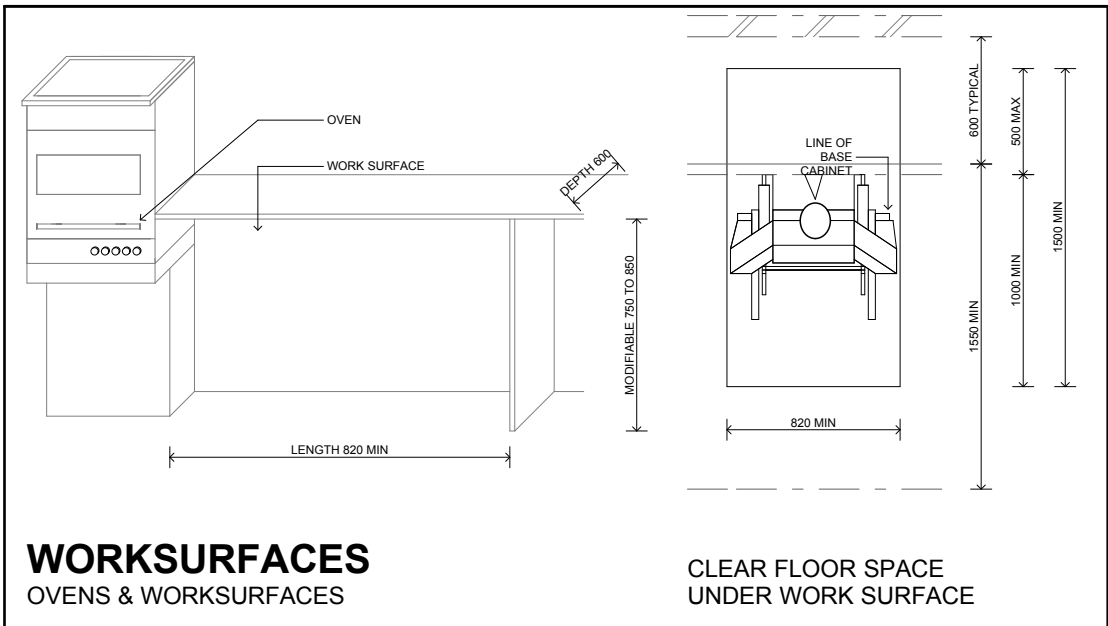 OVEN
WORK SURFACE
DEPTH 600
MODIFIABLE 750 TO 850
LENGTH 820 MIN
WORKSURFACES
OVENS & WORKSURFACES
LINE OF
BASE
CABINET
600 TYPICAL
500 MAX
1500 MIN
1000 MIN
1550 MIN
820 MIN
CLEAR FLOOR SPACE
UNDER WORK SURFACE